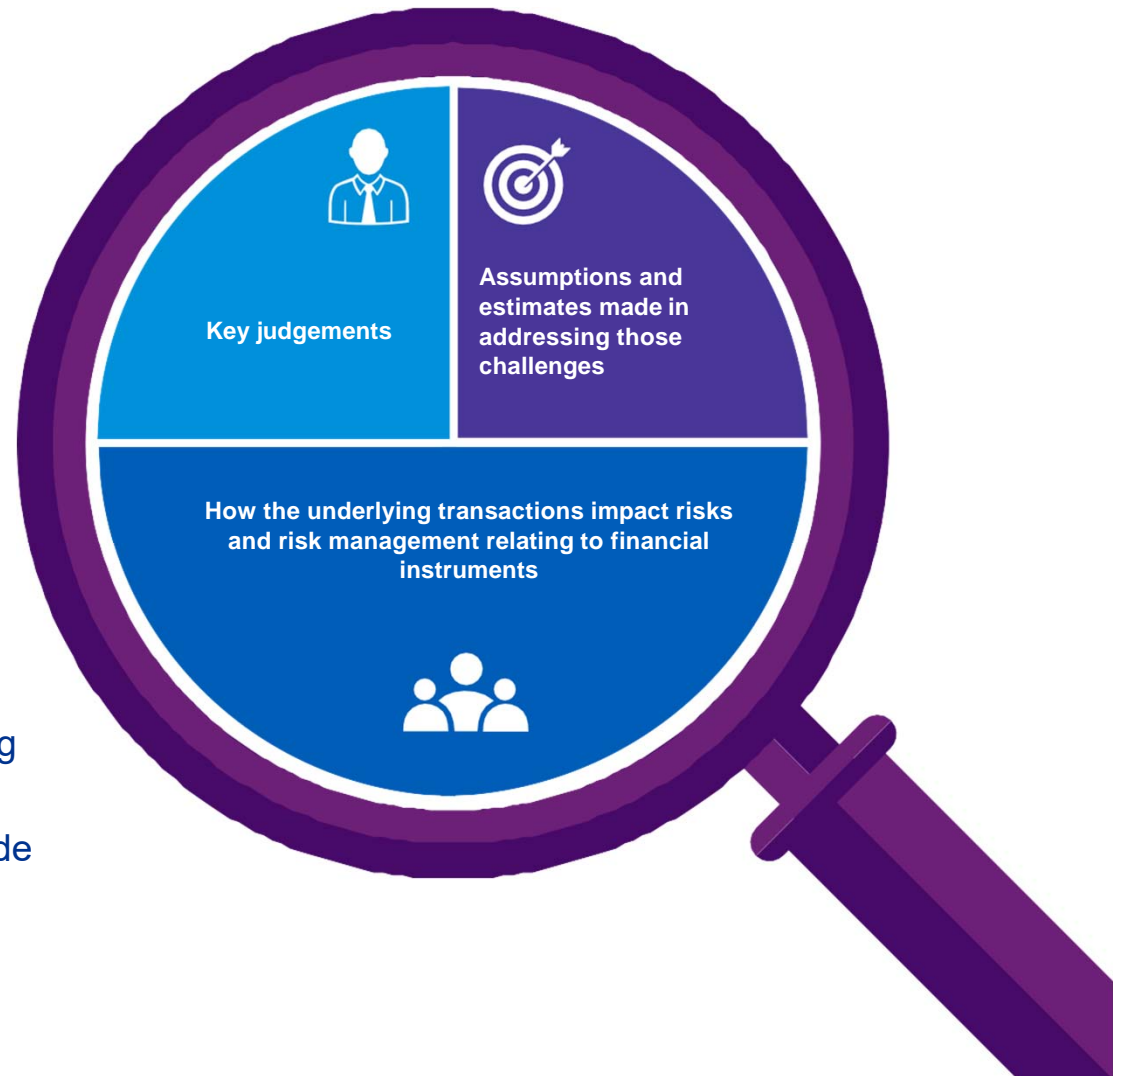 Key judgements
Assumptions and
estimates made in
addressing those
challenges
How the underlying transactions impact risks
and risk management relating to financial
instruments